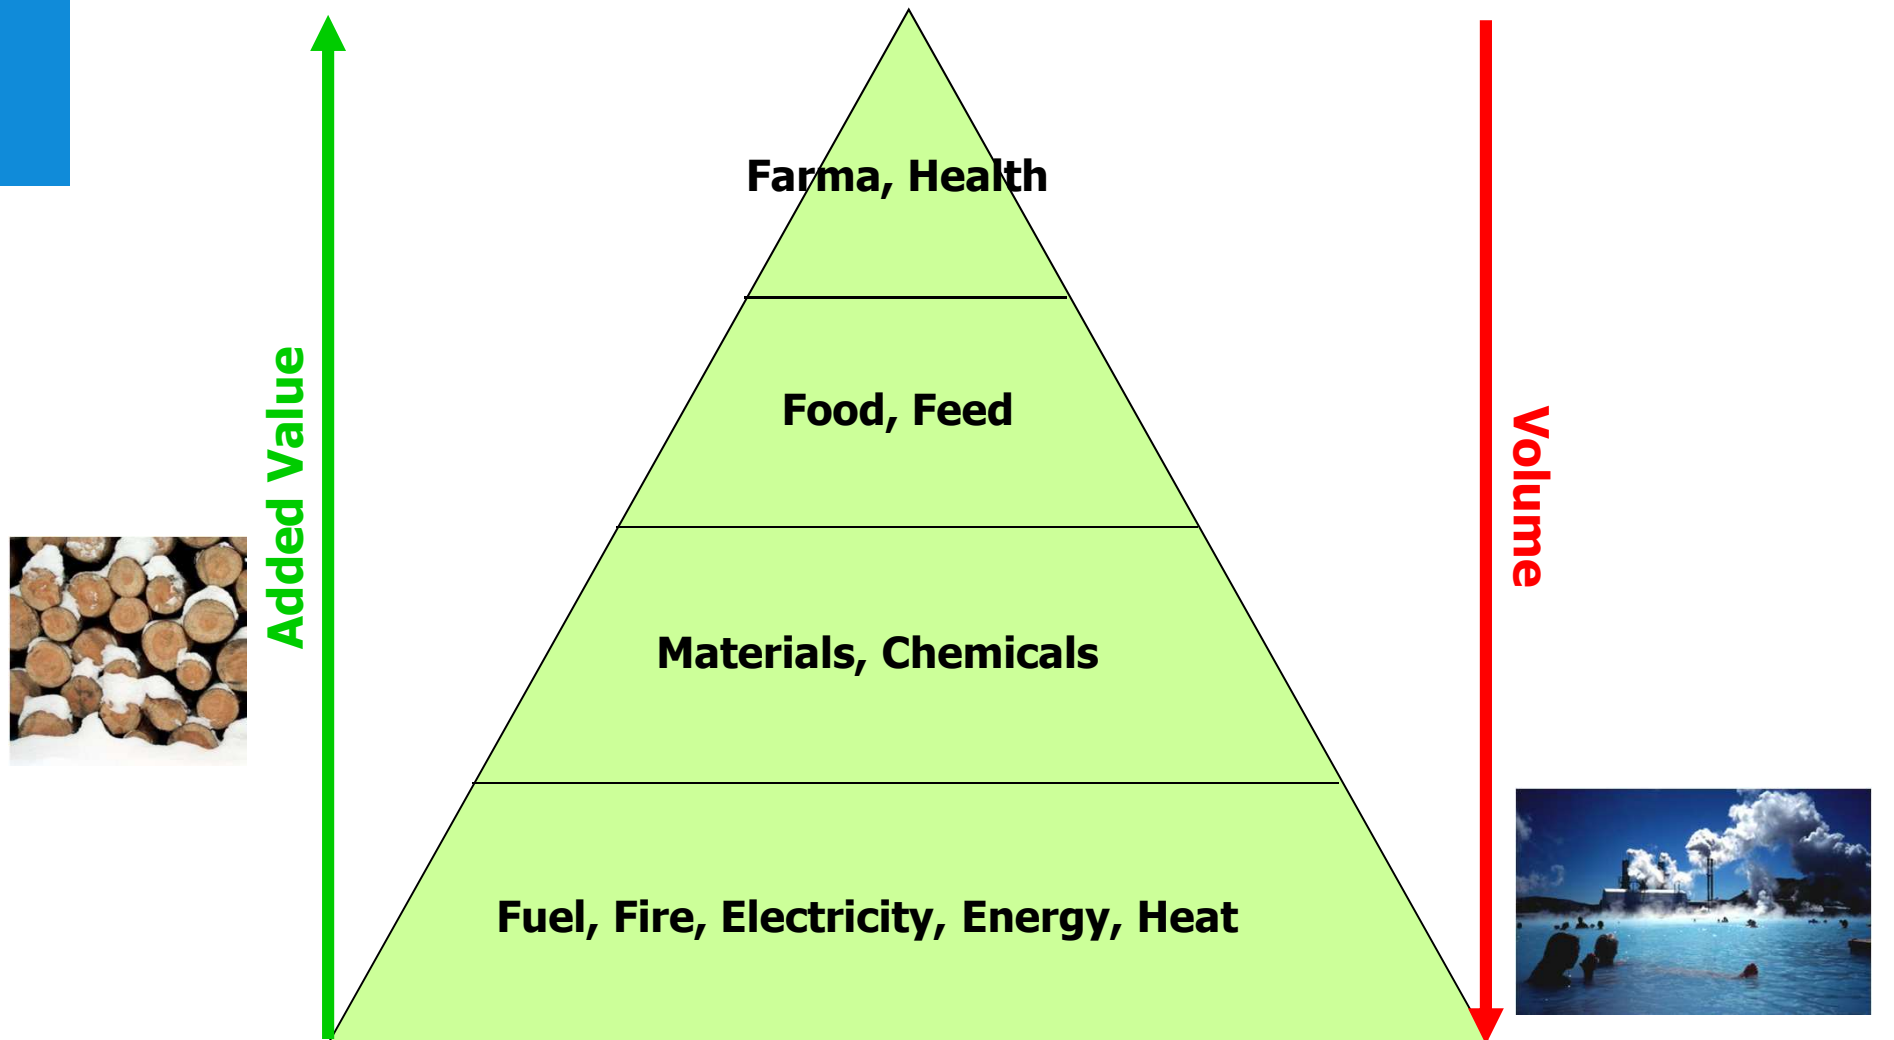 Farma, Health
Food, Feed
Materials, Chemicals
Fuel, Fire, Electricity, Energy, Heat
Added Value
Volume